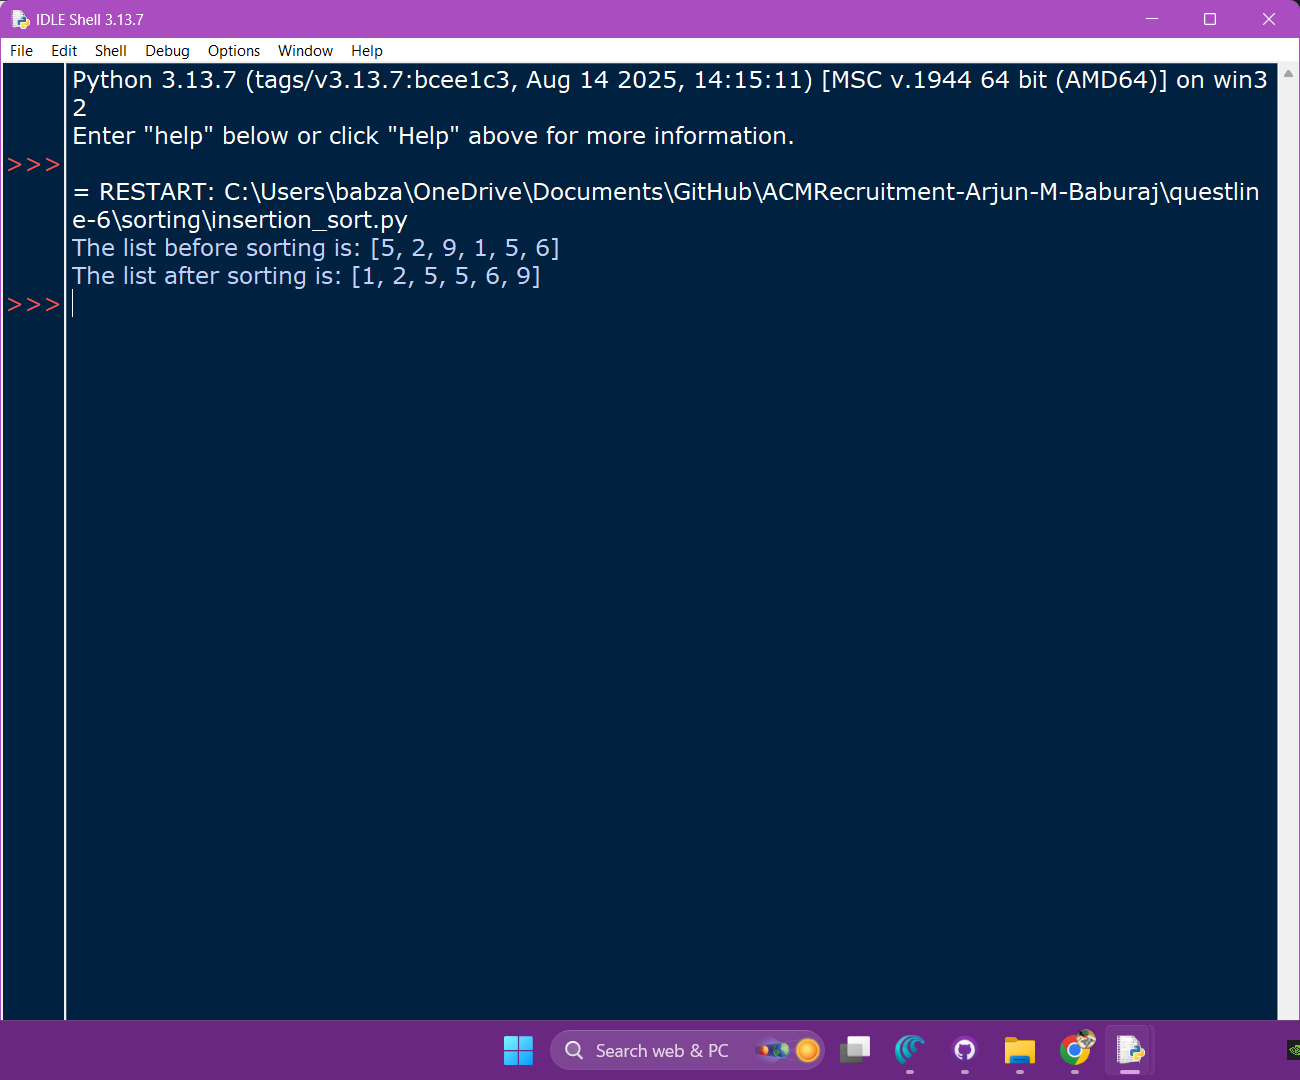 IDLE Shell 3.13.7
File Edit Shell Debug Options Window Help
Python 3.13.7 (tags/v3.13.7:bcee1c3, Aug 14 2025, 14:15:11) [MSC v.1944 64 bit (AMD64)] on win3
2
Enter "help" below or click "Help" above for more information.
>>>
= RESTART: C:\Users\babza\OneDrive\Documents\GitHub\ACMRecruitment-Arjun-M-Baburaj\questlin
e-6\sorting\insertion_sort.py
The list before sorting is: [5, 2, 9, 1, 5, 6]
The list after sorting is: [1, 2, 5, 5, 6, 9]
>>>
Search web & PC